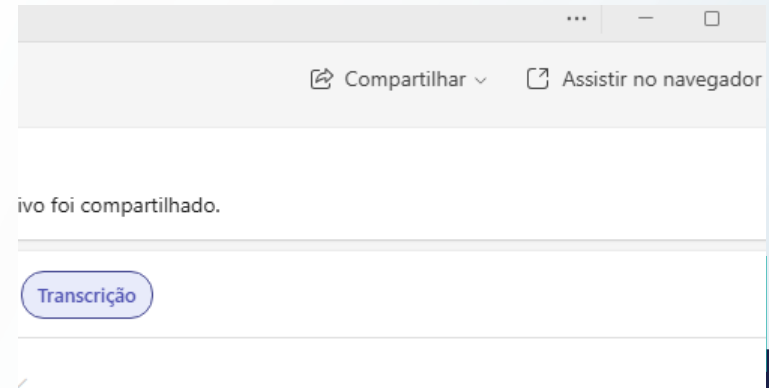 Compartilhar
Assistir no navegador
ivo foi compartilhado.
Transcrição